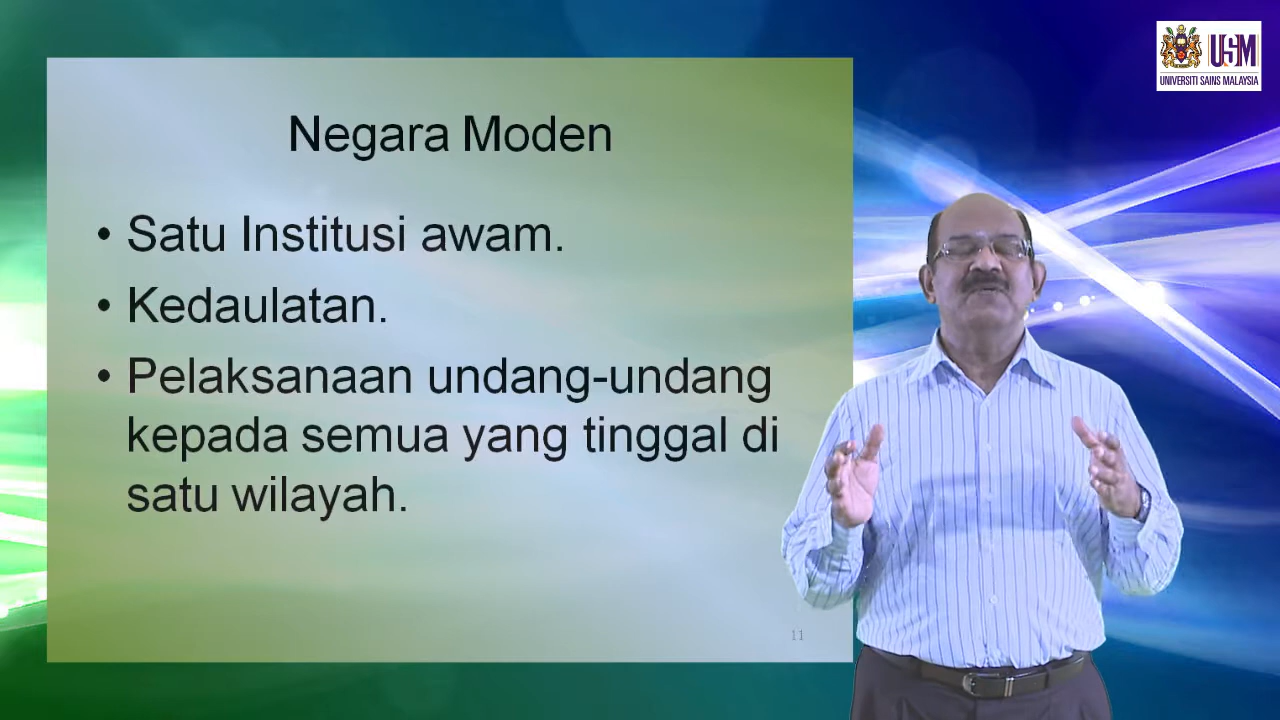 USM
UNIVERSITI SAINS MALAYSIA
Negara Moden
• Satu Institusi awam.
• Kedaulatan.
• Pelaksanaan undang-undang
kepada semua yang tinggal di
satu wilayah.
11